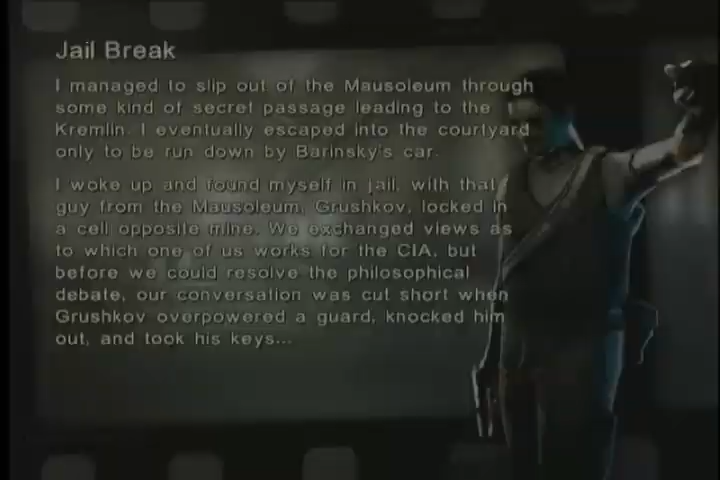 Jail Break
I managed to slip out of the Mausoleum through
some kind of secret passage leading to the
Kremlin. I eventually escaped into the courtyard
only to be run down by Barinsky's car.
I woke up and found myself in jail, with that
guy from the Mausoleum, Grushkov, locked in
a cell opposite mine. We exchanged views as
to which one of us works for the CIA, but
before we could resolve the philosophical
debate, our conversation was cut short when
Grushkov overpowered a guard, knocked him
out, and took his keys...